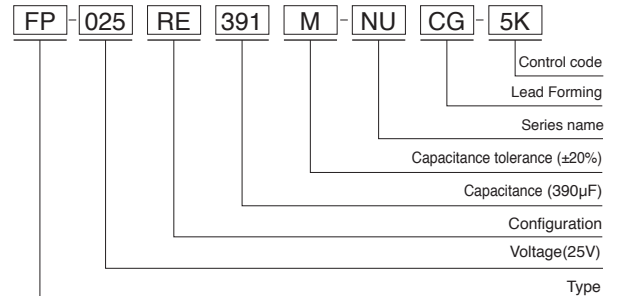 FP-025 RE 391 M-NU CG-5K
Control code
Lead Forming
Series name
Capacitance tolerance (±20%)
Capacitance (390µF)
Configuration
Voltage(25V)
Type